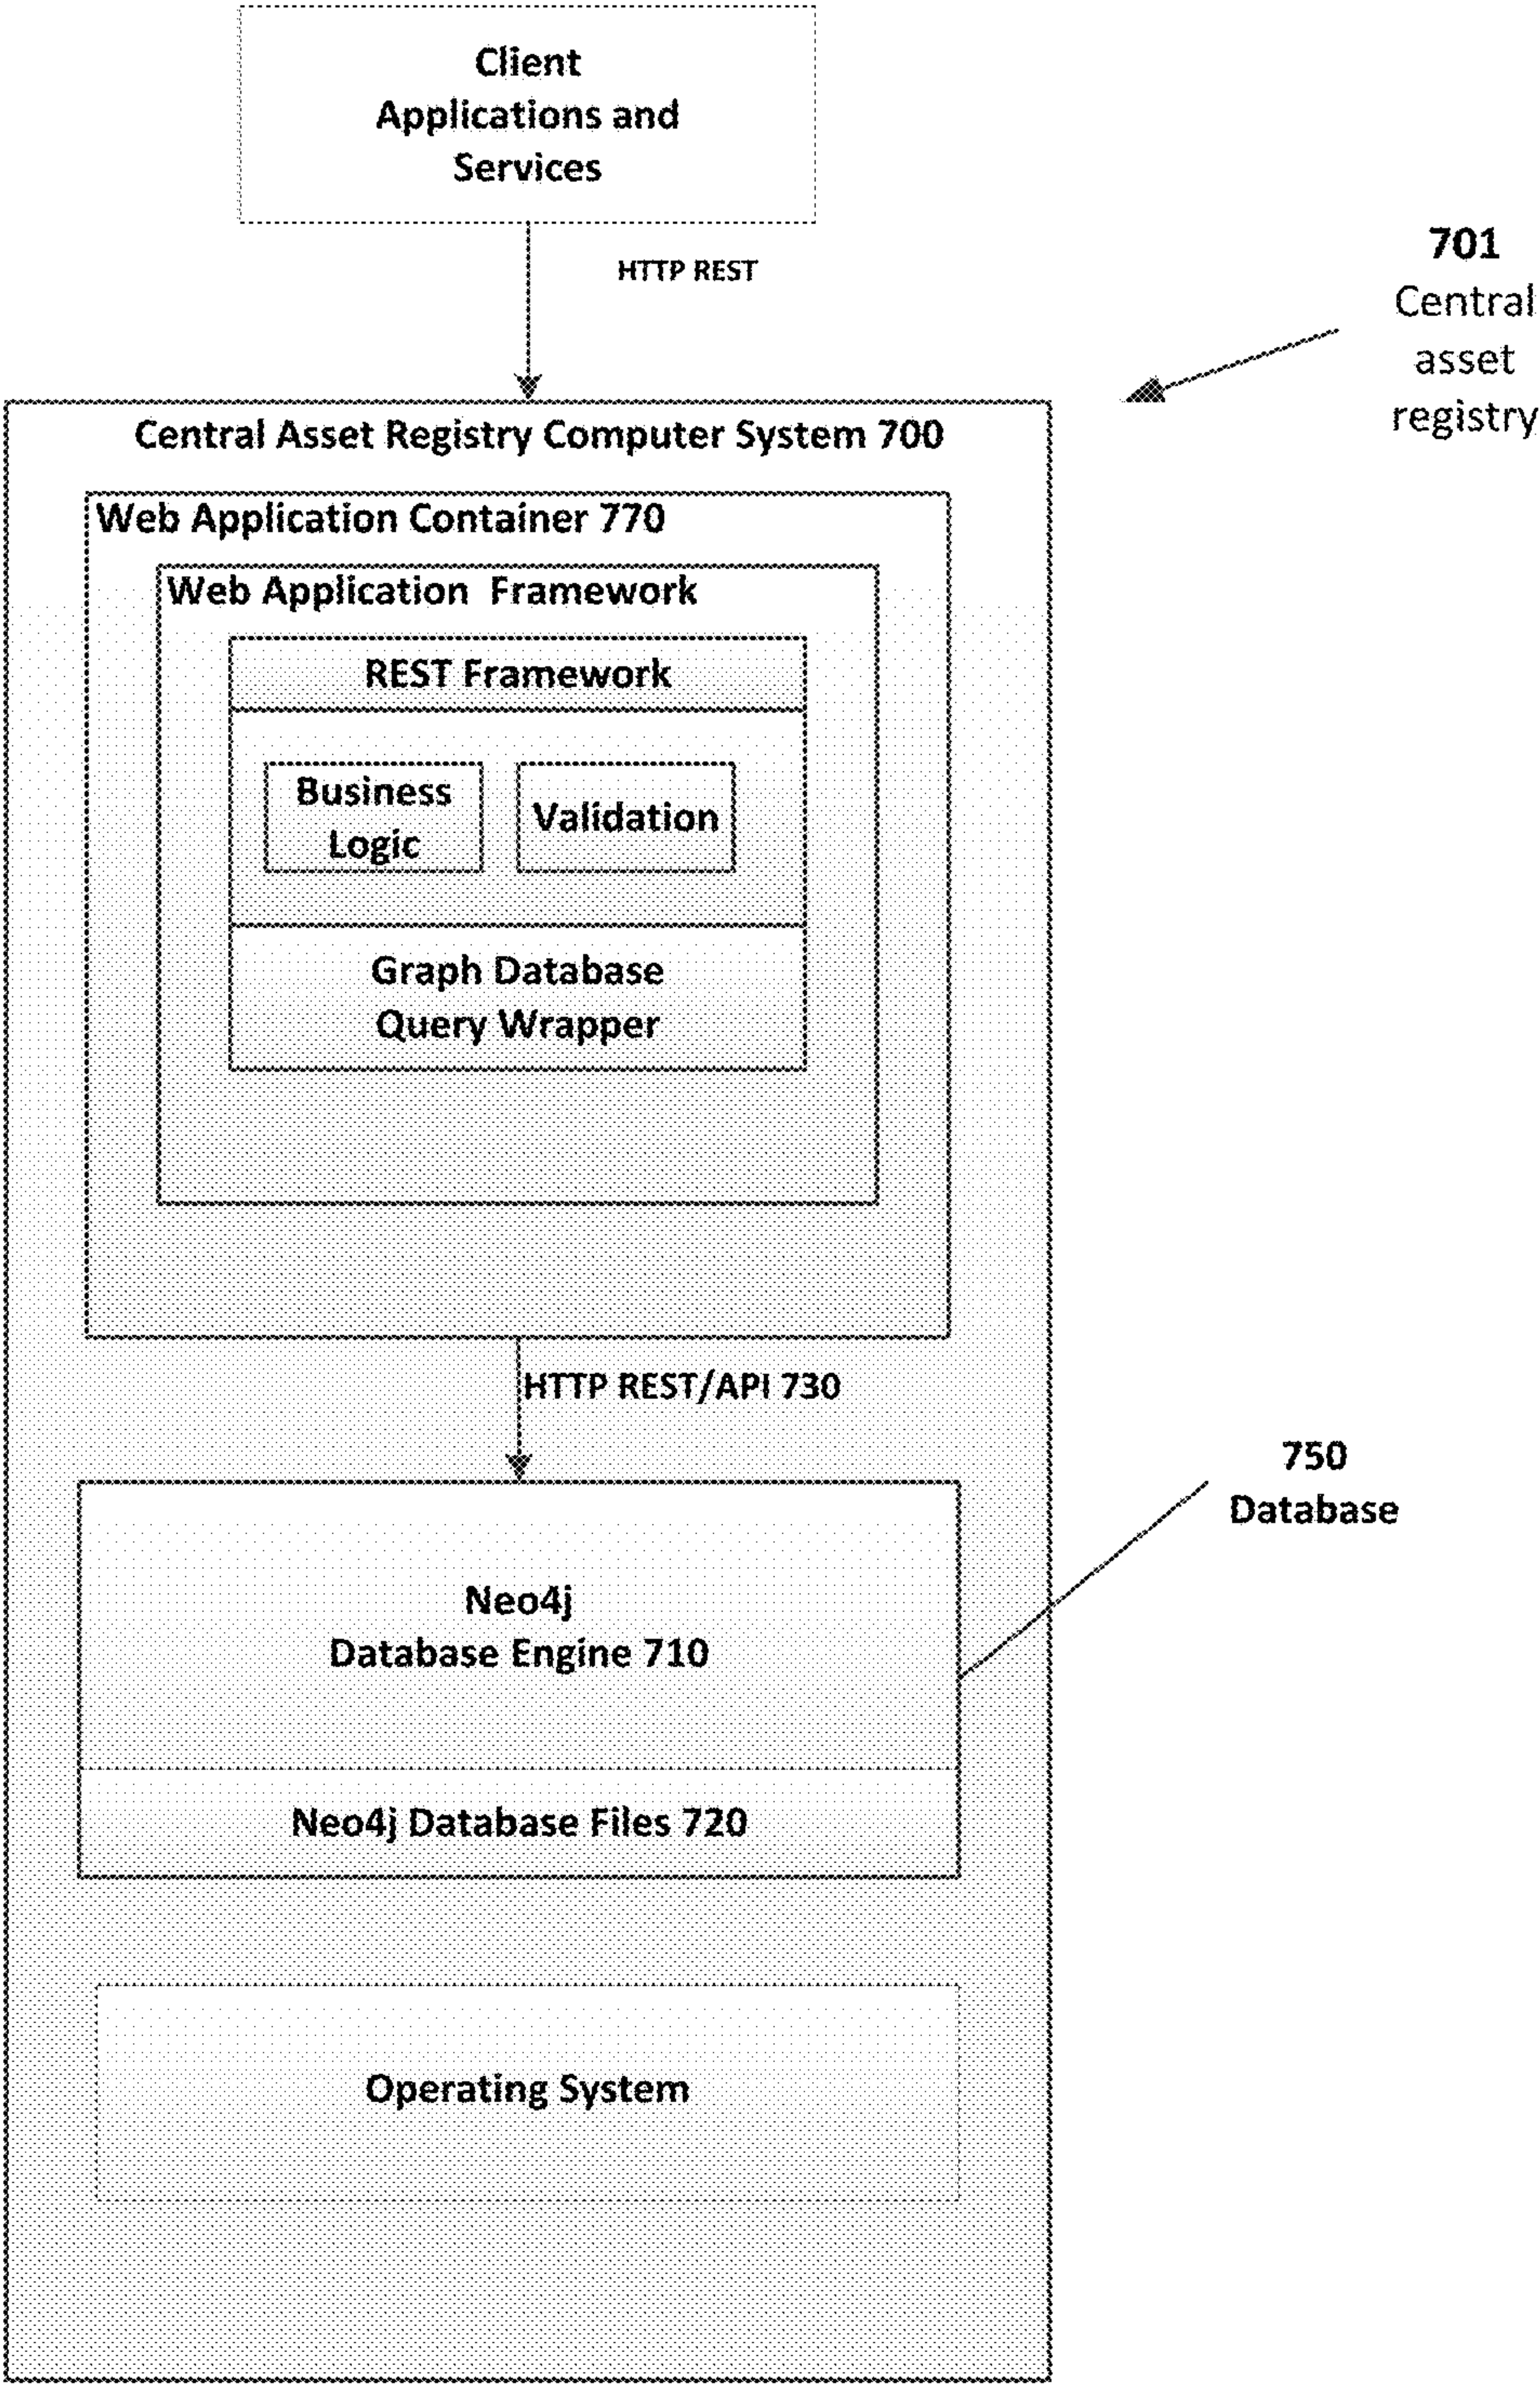 Client
Applications and
Services
HTTP REST
701
Central
asset
registry
Central Asset Registry Computer System 700
Web Application Container 770
Web Application Framework
REST Framework
Business
Logic
Validation
Graph Database
Query Wrapper
HTTP REST/API 730
750
Database
Neo4j
Database Engine 710
Neo4j Database Files 720
Operating System